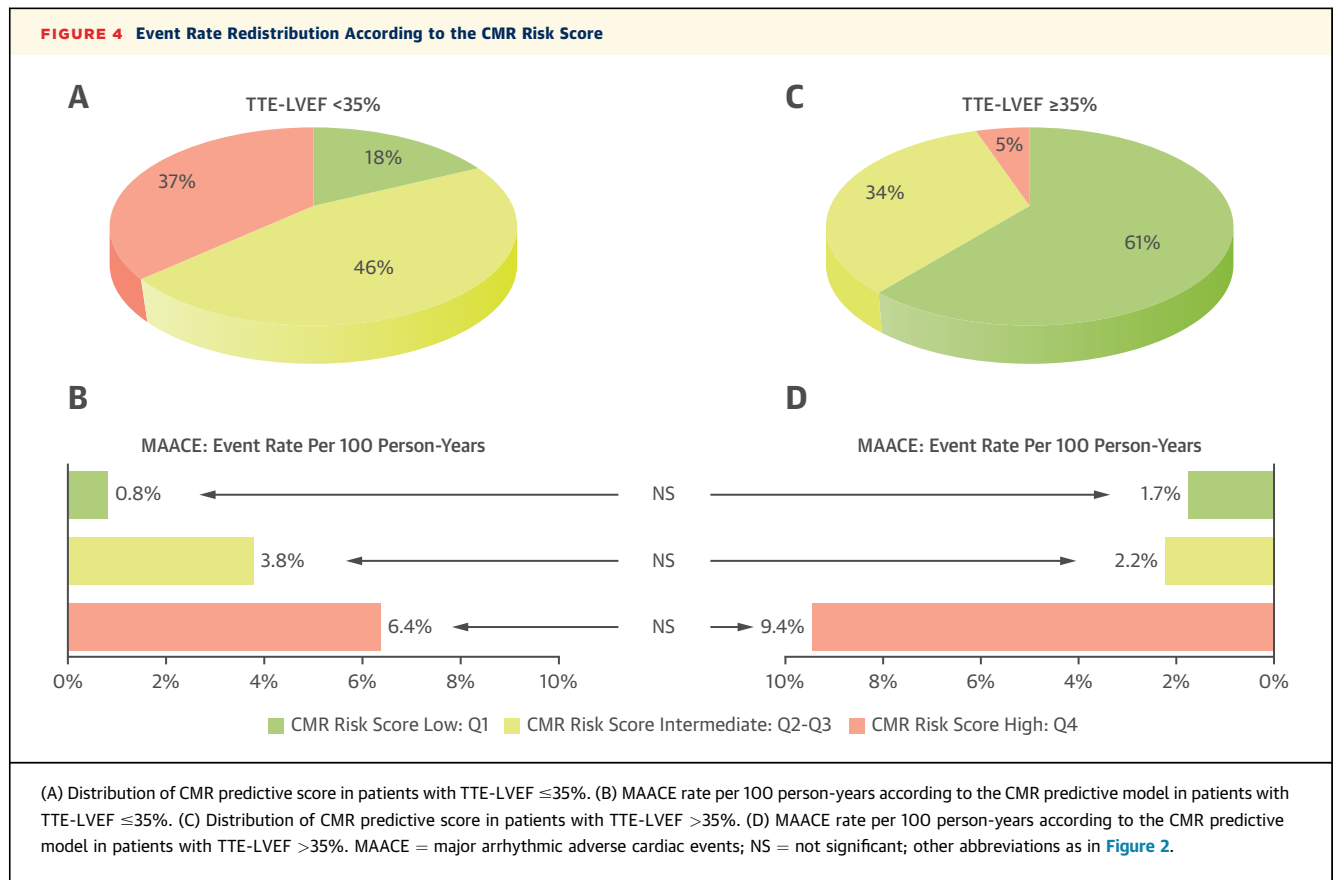 FIGURE 4 Event Rate Redistribution According to the CMR Risk Score
A
TTE-LVEF <35%
18%
37%
46%
C
TTE-LVEF ≥35%
5%
34%
61%
B
MAACE: Event Rate Per 100 Person-Years
0.8%
3.8%
6.4%
0% 2% 4% 6% 8% 10%
NS
NS
NS
D
MAACE: Event Rate Per 100 Person-Years
1.7%
2.2%
9.4%
10% 8% 6% 4% 2% 0%
CMR Risk Score Low: Q1 CMR Risk Score Intermediate: Q2-Q3 CMR Risk Score High: Q4
(A) Distribution of CMR predictive score in patients with TTE-LVEF ≤35%. (B) MAACE rate per 100 person-years according to the CMR predictive model in patients with
TTE-LVEF ≤35%. (C) Distribution of CMR predictive score in patients with TTE-LVEF >35%. (D) MAACE rate per 100 person-years according to the CMR predictive
model in patients with TTE-LVEF >35%. MAACE = major arrhythmic adverse cardiac events; NS = not significant; other abbreviations as in Figure 2.